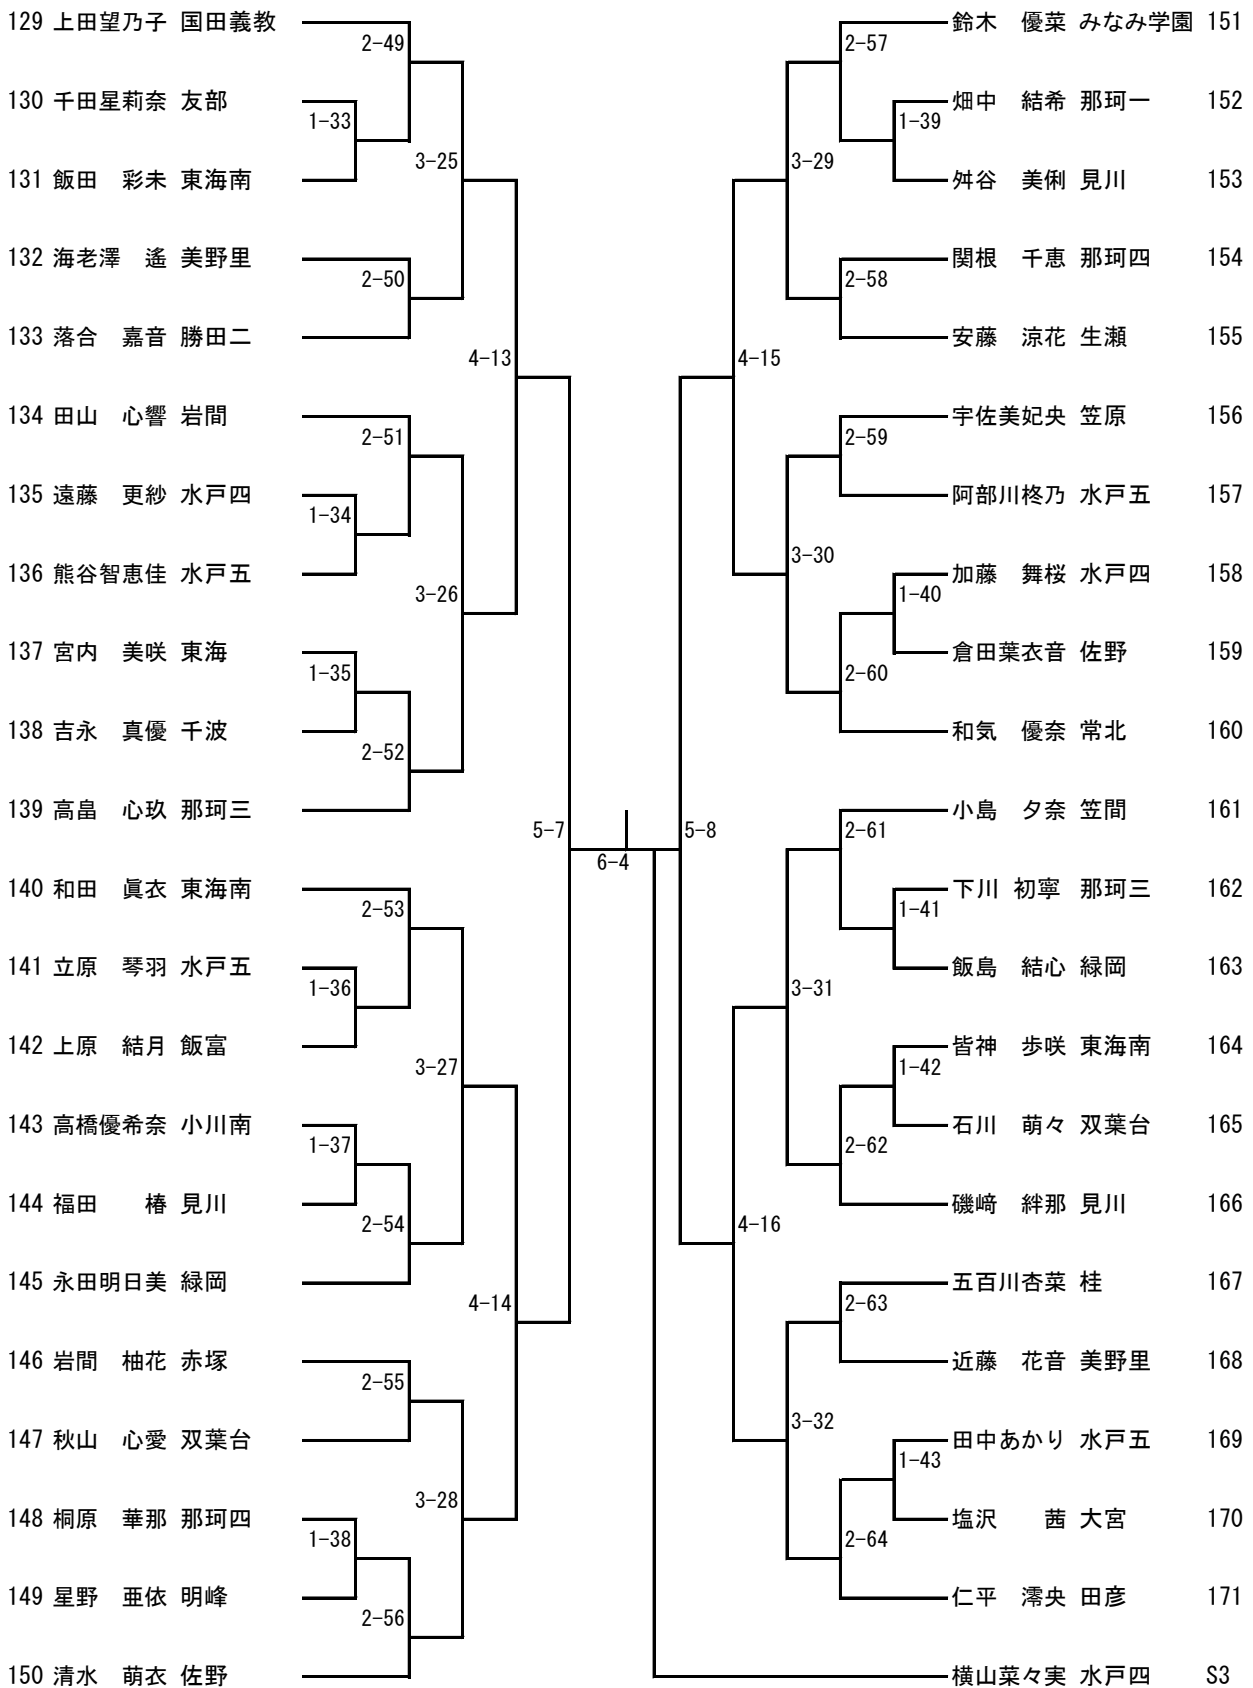 129 上田望乃子 国田義教
130 千田星莉奈 友部
131 飯田　彩未 東海南
132 海老澤　遙 美野里
133 落合　嘉音 勝田二
134 田山　心響 岩間
135 遠藤　更紗 水戸四
136 熊谷智恵佳 水戸五
137 宮内　美咲 東海
138 吉永　真優 千波
139 高畠　心玖 那珂三
140 和田　眞衣 東海南
141 立原　琴羽 水戸五
142 上原　結月 飯富
143 高橋優希奈 小川南
144 福田　　椿 見川
145 永田明日美 緑岡
146 岩間　柚花 赤塚
147 秋山　心愛 双葉台
148 桐原　華那 那珂四
149 星野　亜依 明峰
150 清水　萌衣 佐野
1-33
1-34
1-35
1-36
1-37
1-38
2-49
2-50
2-51
2-52
2-53
2-54
2-55
2-56
3-25
3-26
3-27
3-28
4-13
4-14
5-7
6-4
5-8
4-15
4-16
3-29
3-30
3-31
3-32
2-57
2-58
2-59
2-60
2-61
2-62
2-63
2-64
1-39
1-40
1-41
1-42
1-43
鈴木　優菜 みなみ学園 151
畑中　結希 那珂一 152
舛谷　美俐 見川 153
関根　千恵 那珂四 154
安藤　涼花 生瀬 155
宇佐美妃央 笠原 156
阿部川柊乃 水戸五 157
加藤　舞桜 水戸四 158
倉田葉衣音 佐野 159
和気　優奈 常北 160
小島　夕奈 笠間 161
下川 初寧 那珂三 162
飯島　結心 緑岡 163
皆神　歩咲 東海南 164
石川　萌々 双葉台 165
磯﨑　絆那 見川 166
五百川杏菜 桂 167
近藤　花音 美野里 168
田中あかり 水戸五 169
塩沢　　茜 大宮 170
仁平　澪央 田彦 171
横山菜々実 水戸四 S3